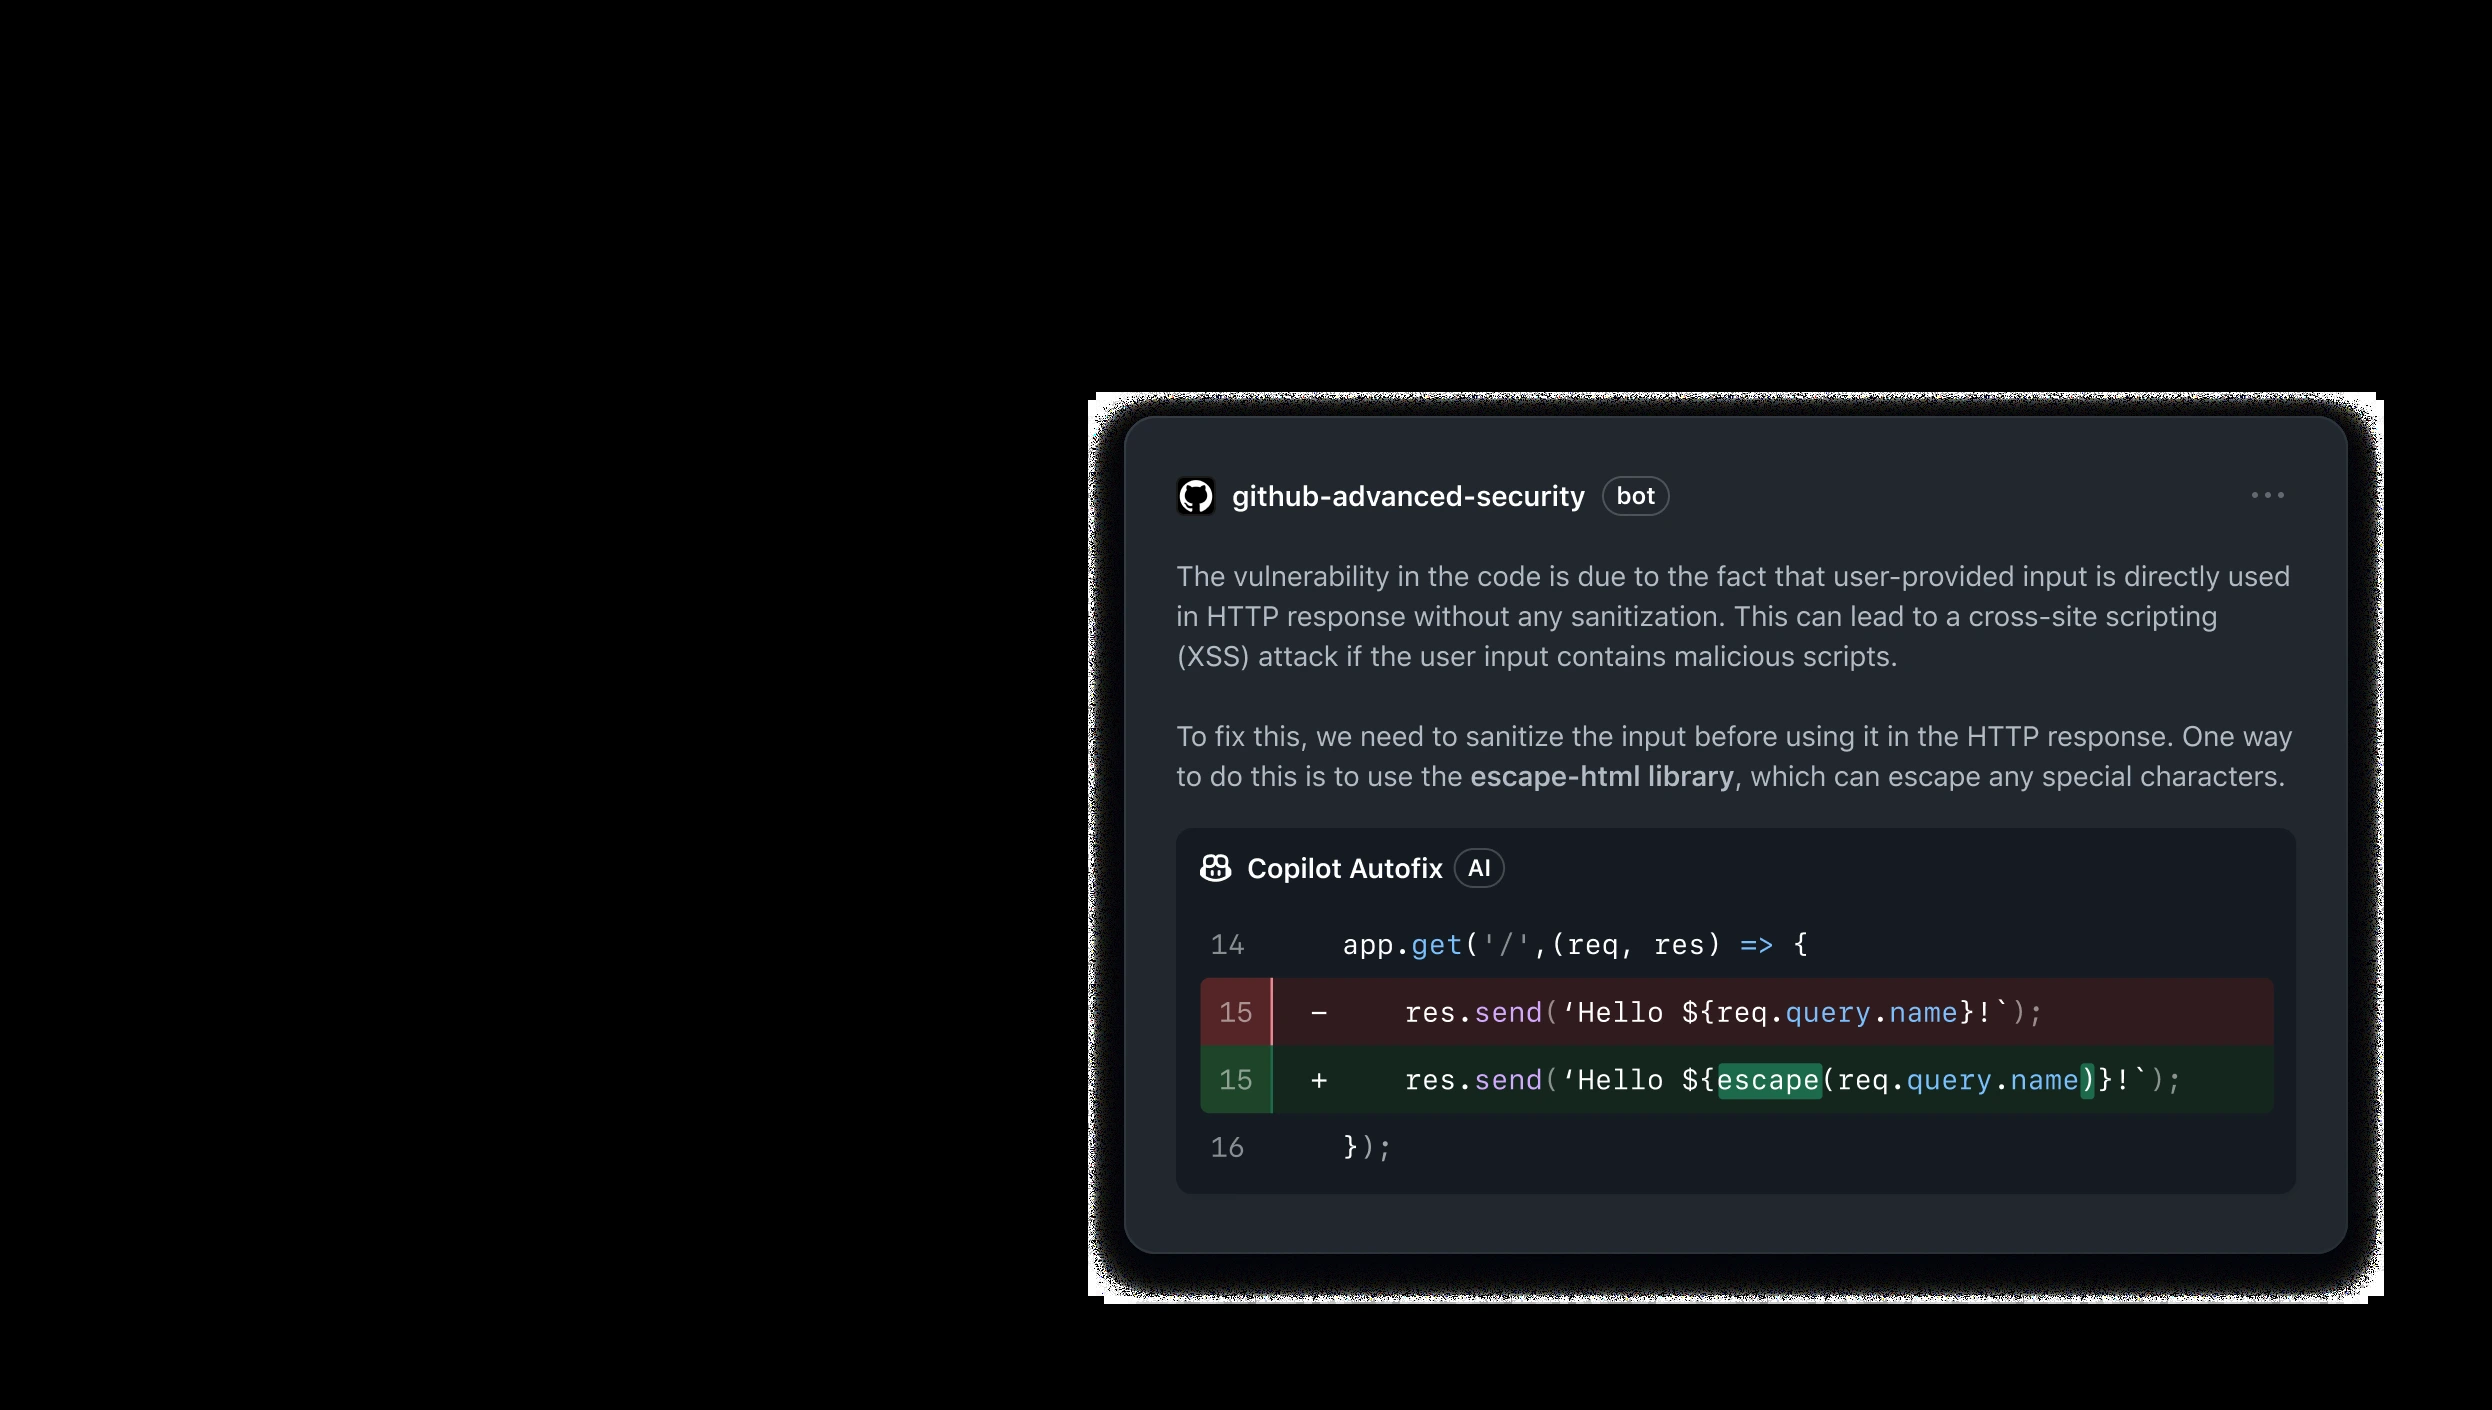 github-advanced-security bot
The vulnerability in the code is due to the fact that user-provided input is directly used
in HTTP response without any sanitization. This can lead to a cross-site scripting
(XSS) attack if the user input contains malicious scripts.
To fix this, we need to sanitize the input before using it in the HTTP response. One way
to do this is to use the escape-html library, which can escape any special characters.
Copilot Autofix AI
14 app.get('/',(req, res) => {
15 − res.send(‘Hello ${req.query.name}!`);
15 + res.send(‘Hello ${escape(req.query.name)}!`);
16 });